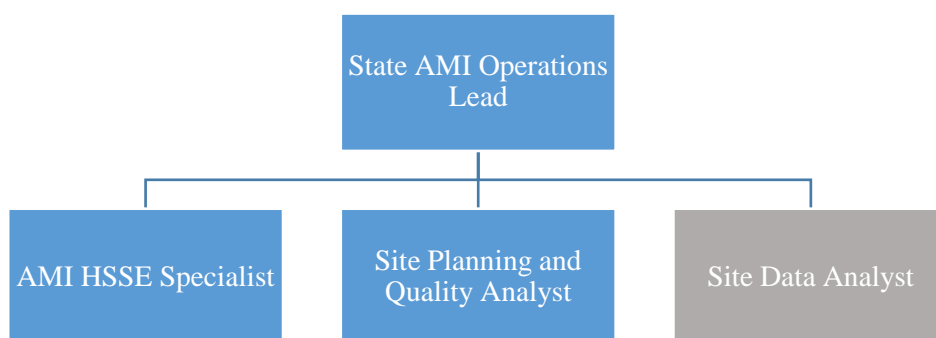 State AMI Operations
Lead
AMI HSSE Specialist
Site Planning and
Quality Analyst
Site Data Analyst